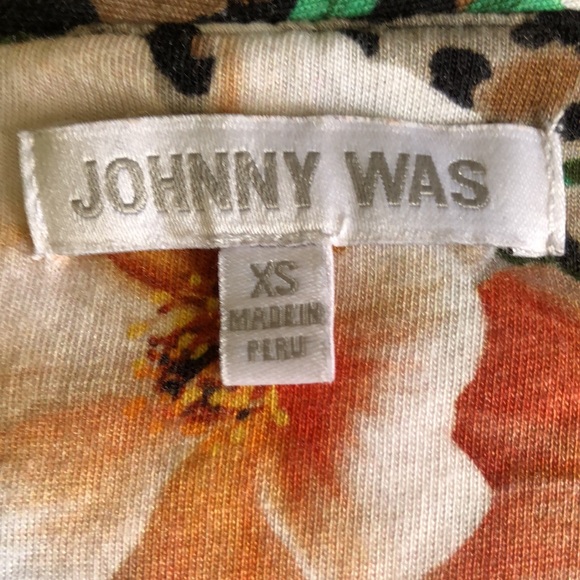 JOHNNY WAS
XS
MADE IN
PERU